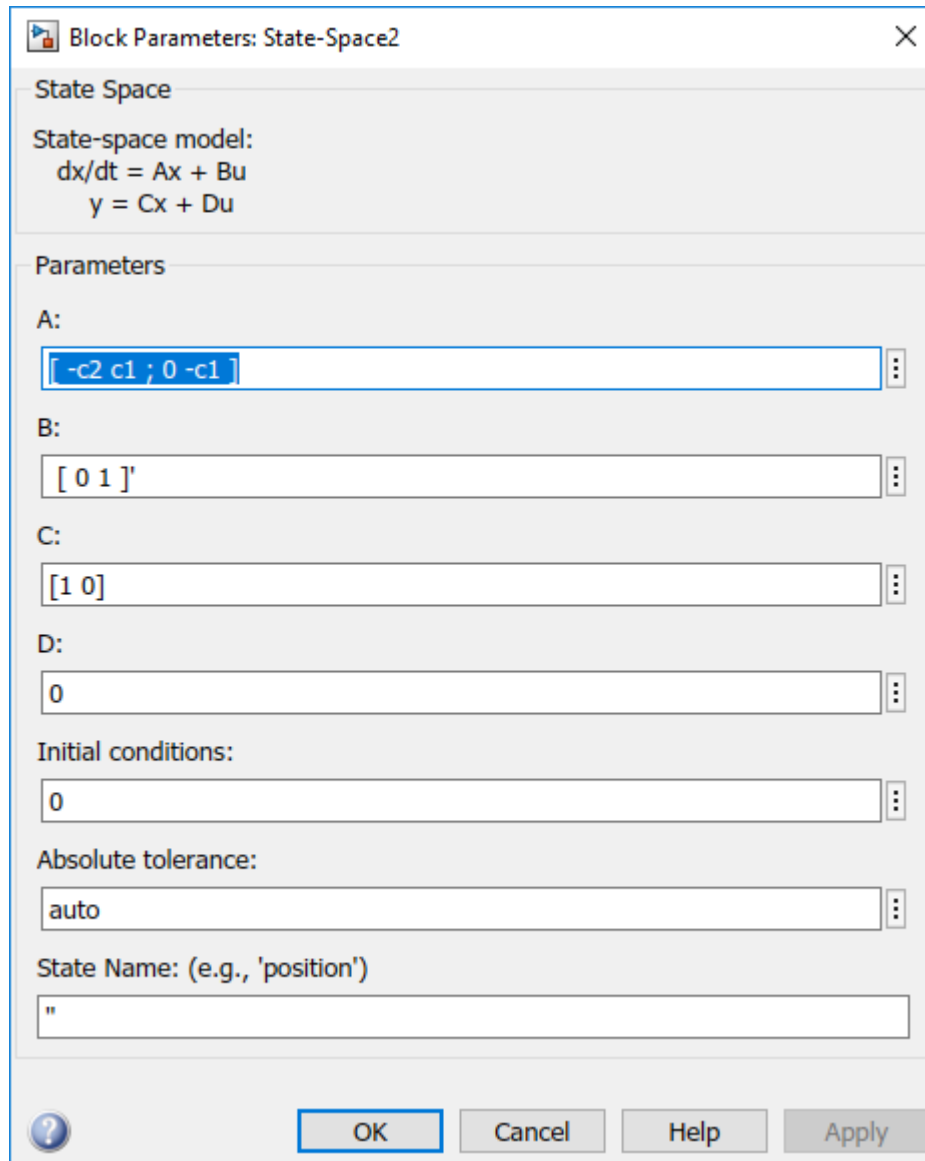 Block Parameters: State-Space2
State Space
State-space model:
dx/dt = Ax + Bu
y = Cx + Du
Parameters
A:
[ -c2 c1 ; 0 -c1 ]
B:
[ 0 1 ]'
C:
[1 0]
D:
0
Initial conditions:
0
Absolute tolerance:
auto
State Name: (e.g., 'position')
''
OK Cancel Help Apply